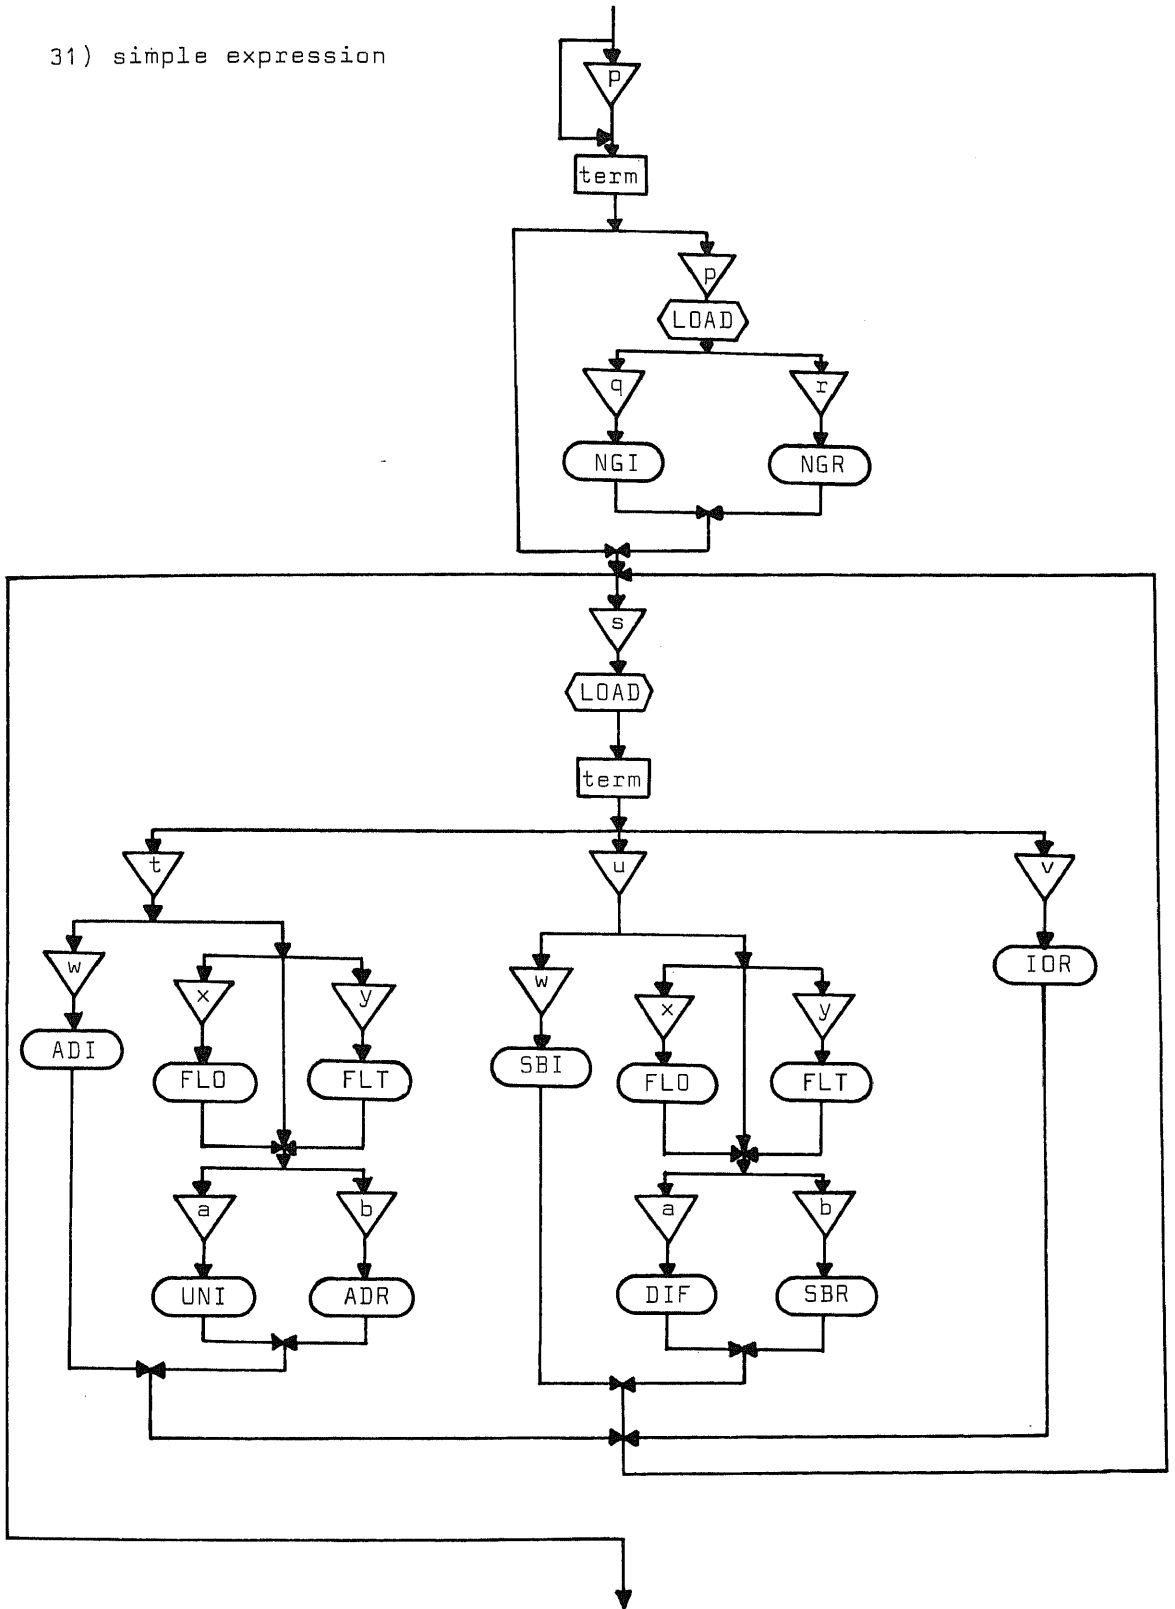 31) simple expression
p
term
p
LOAD
q r
NGI NGR
s
LOAD
term
t u v
w x y w x y IOR
ADI FLO FLT SBI FLO FLT
a b a b
UNI ADR DIF SBR